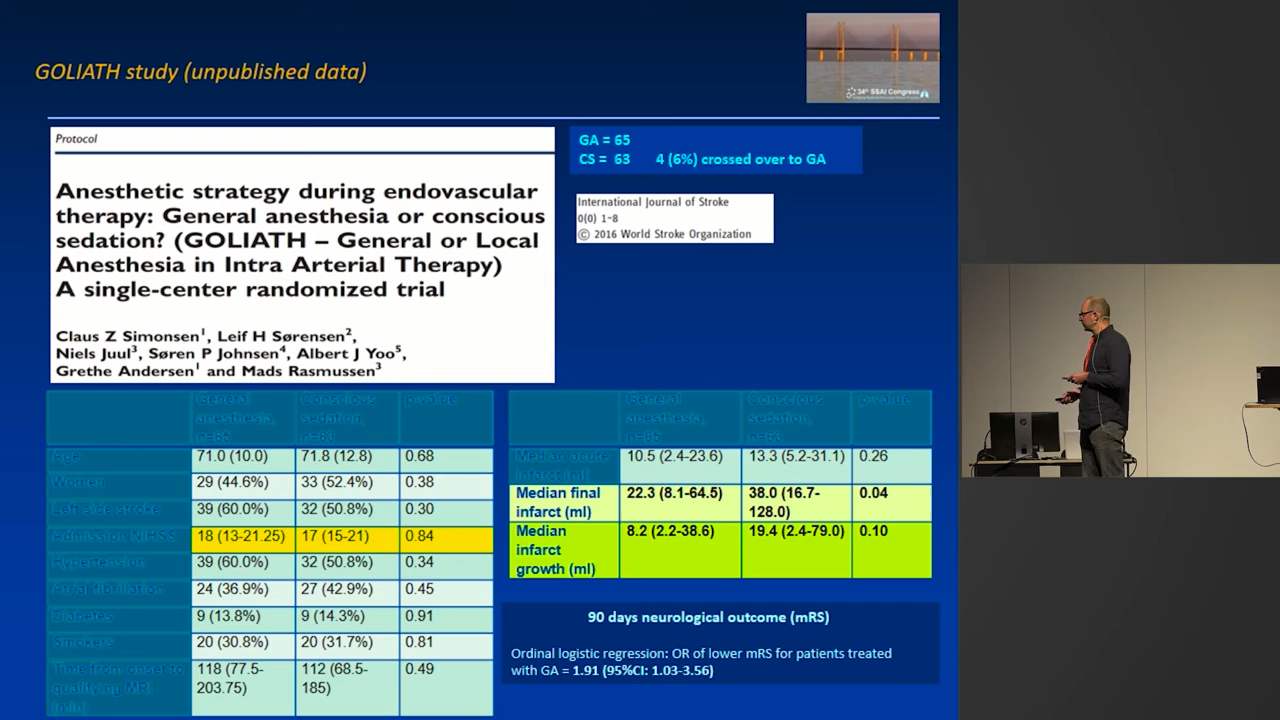 GOLIATH study (unpublished data)
34th SSAI Congress
Protocol
Anesthetic strategy during endovascular
therapy: General anesthesia or conscious
sedation? (GOLIATH – General or Local
Anesthesia in Intra Arterial Therapy)
A single-center randomized trial
Claus Z Simonsen1, Leif H Sørensen2,
Niels Juul3, Søren P Johnsen4, Albert J Yoo5,
Grethe Andersen1 and Mads Rasmussen3
GA = 65
CS = 63 4 (6%) crossed over to GA
International Journal of Stroke
0(0) 1–8
© 2016 World Stroke Organization
General anesthesia, n=65 Conscious sedation, n=63 p.value
Age 71.0 (10.0) 71.8 (12.8) 0.68
Women 29 (44.6%) 33 (52.4%) 0.38
Left side stroke 39 (60.0%) 32 (50.8%) 0.30
Admission NIHSS 18 (13-21.25) 17 (15-21) 0.84
Hypertension 39 (60.0%) 32 (50.8%) 0.34
Atrial fibrillation 24 (36.9%) 27 (42.9%) 0.45
Diabetes 9 (13.8%) 9 (14.3%) 0.91
Smokers 20 (30.8%) 20 (31.7%) 0.81
Time from onset to 118 (77.5- 112 (68.5- 0.49
qualifying MRI 203.75) 185)
(min)
General anesthesia, n=65 Conscious sedation, n=63 p.value
Median acute 10.5 (2.4-23.6) 13.3 (5.2-31.1) 0.26
infarct (ml)
Median final 22.3 (8.1-64.5) 38.0 (16.7- 0.04
infarct (ml) 128.0)
Median 8.2 (2.2-38.6) 19.4 (2.4-79.0) 0.10
infarct
growth (ml)
90 days neurological outcome (mRS)
Ordinal logistic regression: OR of lower mRS for patients treated
with GA = 1.91 (95%CI: 1.03-3.56)